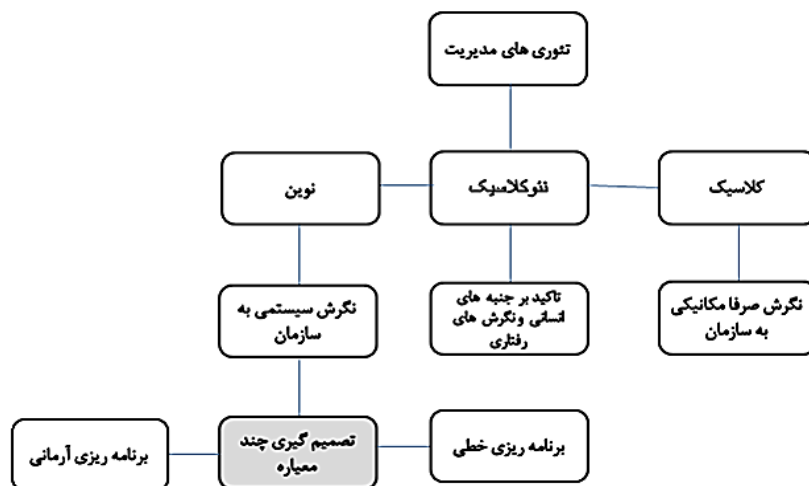 تئوری های مدیریت
کلاسیک
نئوکلاسیک
نوین
نگرش صرفا مکانیکی
به سازمان
تاکید بر جنبه های
انسانی و نگرش های
رفتاری
نگرش سیستمی به
سازمان
برنامه ریزی خطی
تصمیم گیری چند
معیاره
برنامه ریزی آرمانی